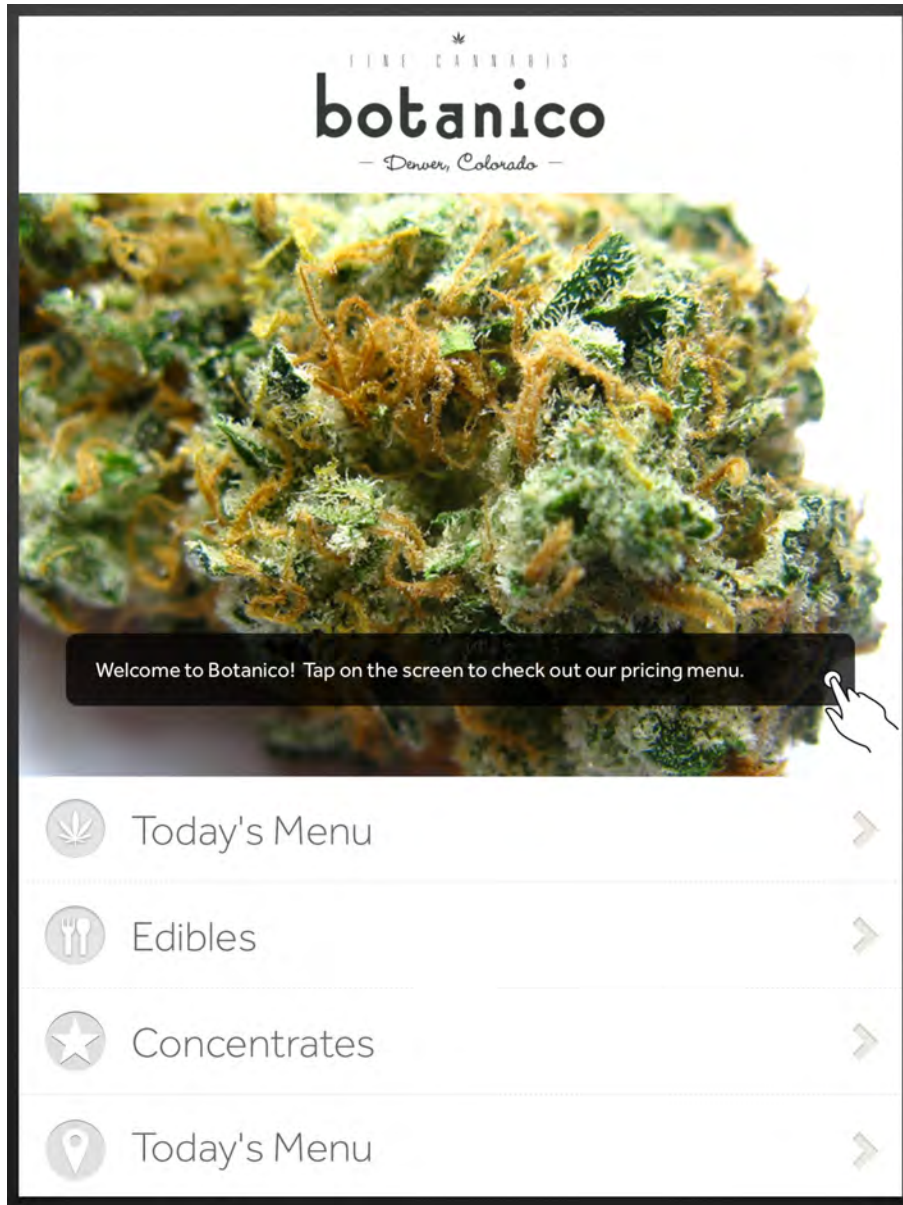 FINE CANNABIS
botanico
— Denver, Colorado —
Welcome to Botanico! Tap on the screen to check out our pricing menu.
Today's Menu
Edibles
Concentrates
Today's Menu